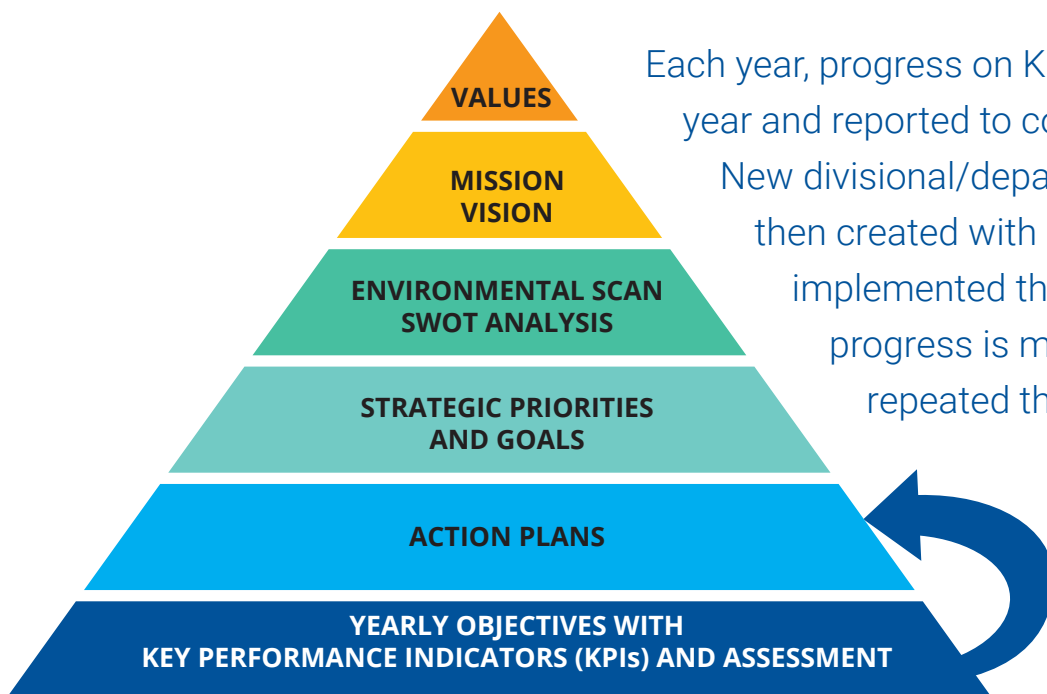 VALUES
MISSION
VISION
ENVIRONMENTAL SCAN
SWOT ANALYSIS
STRATEGIC PRIORITIES
AND GOALS
ACTION PLANS
YEARLY OBJECTIVES WITH
KEY PERFORMANCE INDICATORS (KPIs) AND ASSESSMENT
Each year, progress on
year and reported to
New
then created with
implemented
progress is
repeated